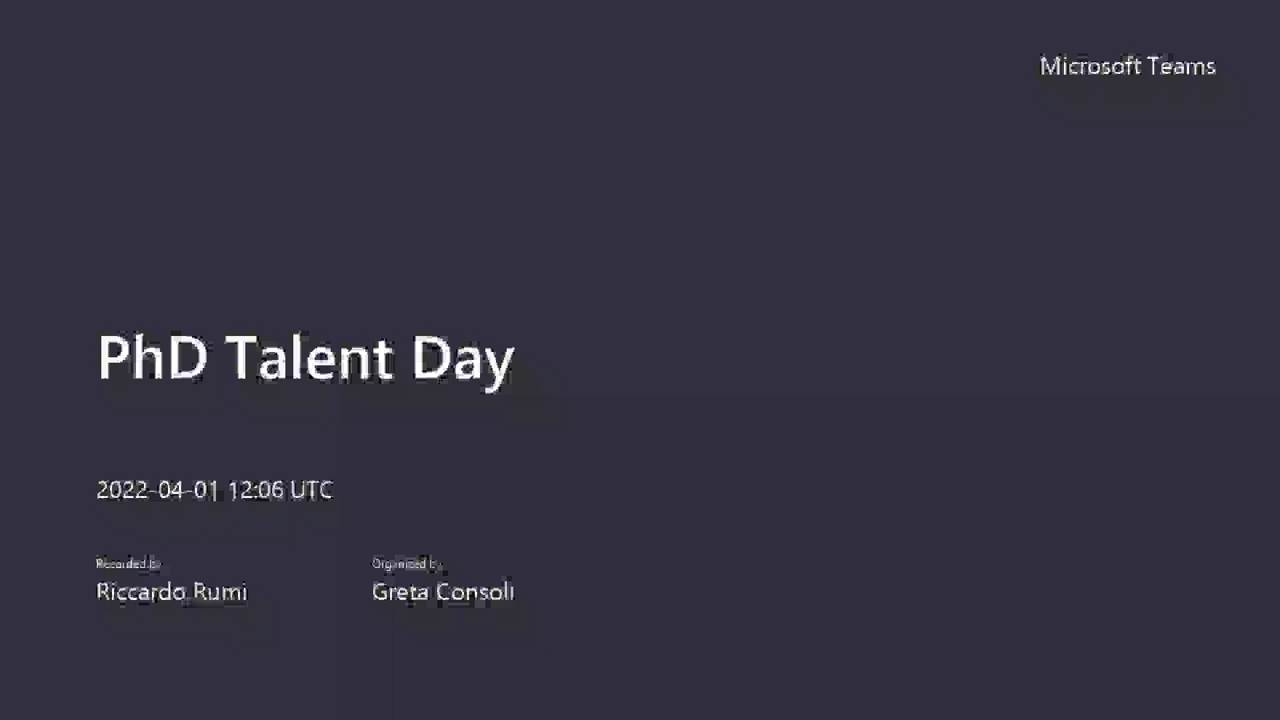 Microsoft Teams
PhD Talent Day
2022-04-01 12:06 UTC
Recorded by
Organized by
Riccardo Rumi
Greta Consoli